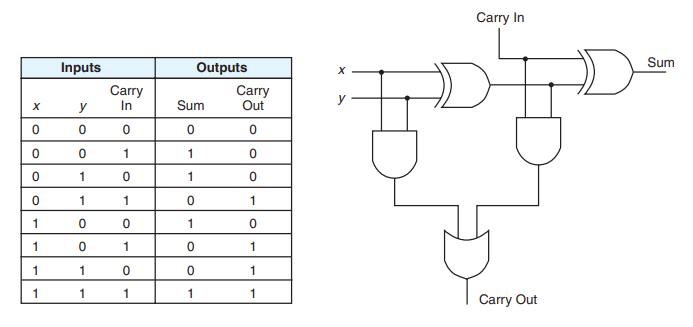 Inputs Outputs
x y Carry In Sum Carry Out
0 0 0 0 0
0 0 1 1 0
0 1 0 1 0
0 1 1 0 1
1 0 0 1 0
1 0 1 0 1
1 1 0 0 1
1 1 1 1 1
Carry In
Sum
x
y
Carry Out